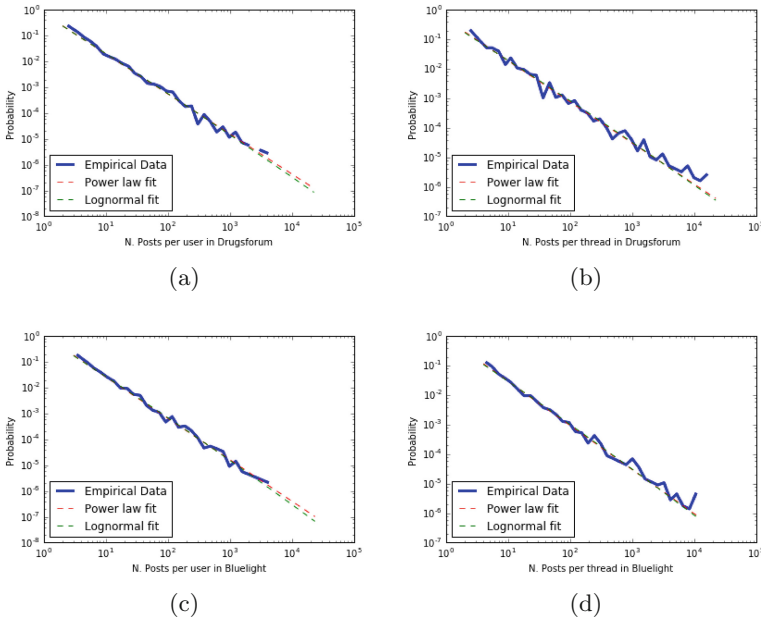 10^0
10^-1
10^-2
10^-3
10^-4
10^-5
10^-6
10^-7
10^-8
Probability
Empirical Data
Power law fit
Lognormal fit
10^0 10^1 10^2 10^3 10^4 10^5
N. Posts per user in Drugsforum
(a)
10^0
10^-1
10^-2
10^-3
10^-4
10^-5
10^-6
10^-7
Probability
Empirical Data
Power law fit
Lognormal fit
10^0 10^1 10^2 10^3 10^4 10^5
N. Posts per thread in Drugsforum
(b)
10^0
10^-1
10^-2
10^-3
10^-4
10^-5
10^-6
10^-7
10^-8
Probability
Empirical Data
Power law fit
Lognormal fit
10^0 10^1 10^2 10^3 10^4 10^5
N. Posts per user in Bluelight
(c)
10^0
10^-1
10^-2
10^-3
10^-4
10^-5
10^-6
10^-7
Probability
Empirical Data
Power law fit
Lognormal fit
10^0 10^1 10^2 10^3 10^4 10^5
N. Posts per thread in Bluelight
(d)